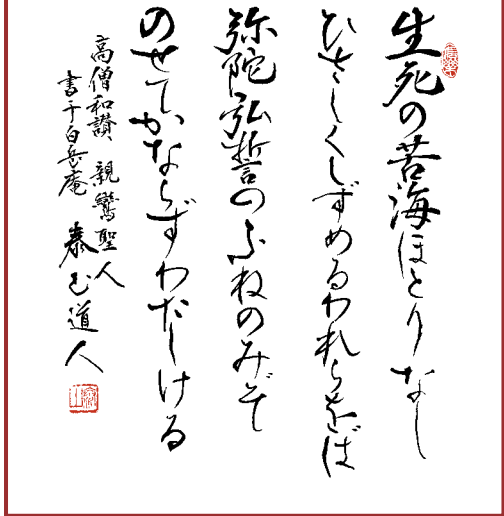 生死の苦海ほとりなし
ひさしくしずめるわれらをば
弥陀弘誓のふねのみぞ
のせてかならずわたしける
高僧和讃 親鸞聖人
書于白岳庵 泰玄道人